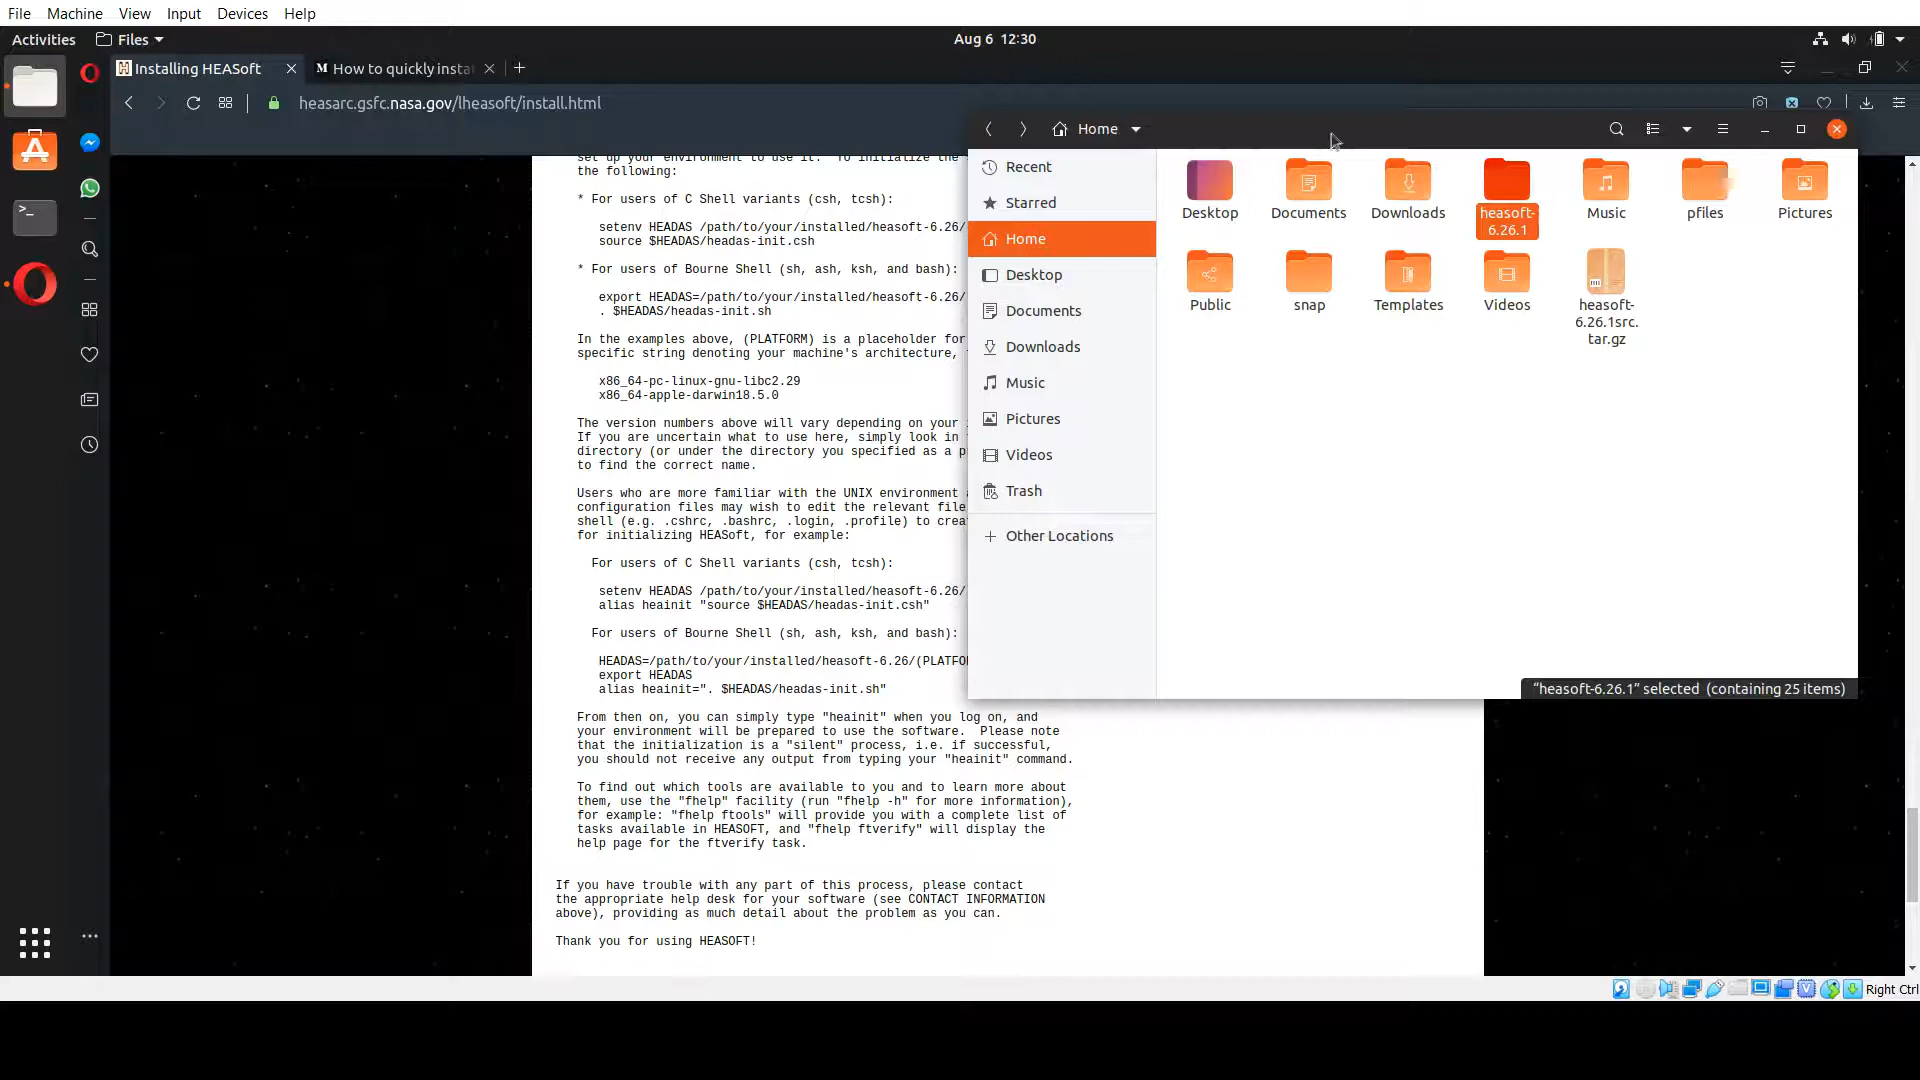 File Machine View Input Devices Help
Activities Files Aug 6 12:30
Installing HEASoft How to quickly insta
heasarc.gsfc.nasa.gov/lheasoft/install.html
set up your environment to use it. To initialize the
the following:
* For users of C Shell variants (csh, tcsh):
setenv HEADAS /path/to/your/installed/heasoft-6.26/
source $HEADAS/headas-init.csh
* For users of Bourne Shell (sh, ash, ksh, and bash):
export HEADAS=/path/to/your/installed/heasoft-6.26/
. $HEADAS/headas-init.sh
In the examples above, (PLATFORM) is a placeholder for
specific string denoting your machine's architecture,
x86_64-pc-linux-gnu-libc2.29
x86_64-apple-darwin18.5.0
The version numbers above will vary depending on your
If you are uncertain what to use here, simply look in
directory (or under the directory you specified as a p
to find the correct name.
Users who are more familiar with the UNIX environment
configuration files may wish to edit the relevant file
shell (e.g. .cshrc, .bashrc, .login, .profile) to crea
for initializing HEASoft, for example:
For users of C Shell variants (csh, tcsh):
setenv HEADAS /path/to/your/installed/heasoft-6.26/
alias heainit "source $HEADAS/headas-init.csh"
For users of Bourne Shell (sh, ash, ksh, and bash):
HEADAS=/path/to/your/installed/heasoft-6.26/(PLATFO
export HEADAS
alias heainit=". $HEADAS/headas-init.sh"
From then on, you can simply type "heainit" when you log on, and
your environment will be prepared to use the software. Please note
that the initialization is a "silent" process, i.e. if successful,
you should not receive any output from typing your "heainit" command.
To find out which tools are available to you and to learn more about
them, use the "fhelp" facility (run "fhelp -h" for more information),
for example: "fhelp ftools" will provide you with a complete list of
tasks available in HEASOFT, and "fhelp ftverify" will display the
help page for the ftverify task.
If you have trouble with any part of this process, please contact
the appropriate help desk for your software (see CONTACT INFORMATION
above), providing as much detail about the problem as you can.
Thank you for using HEASOFT!
Home
Recent
Starred
Home
Desktop
Documents
Downloads
Music
Pictures
Videos
Trash
Other Locations
Desktop Documents Downloads heasoft- Music pfiles Pictures
6.26.1
Public snap Templates Videos heasoft-
6.26.1src.
tar.gz
“heasoft-6.26.1” selected (containing 25 items)
Right Ctrl